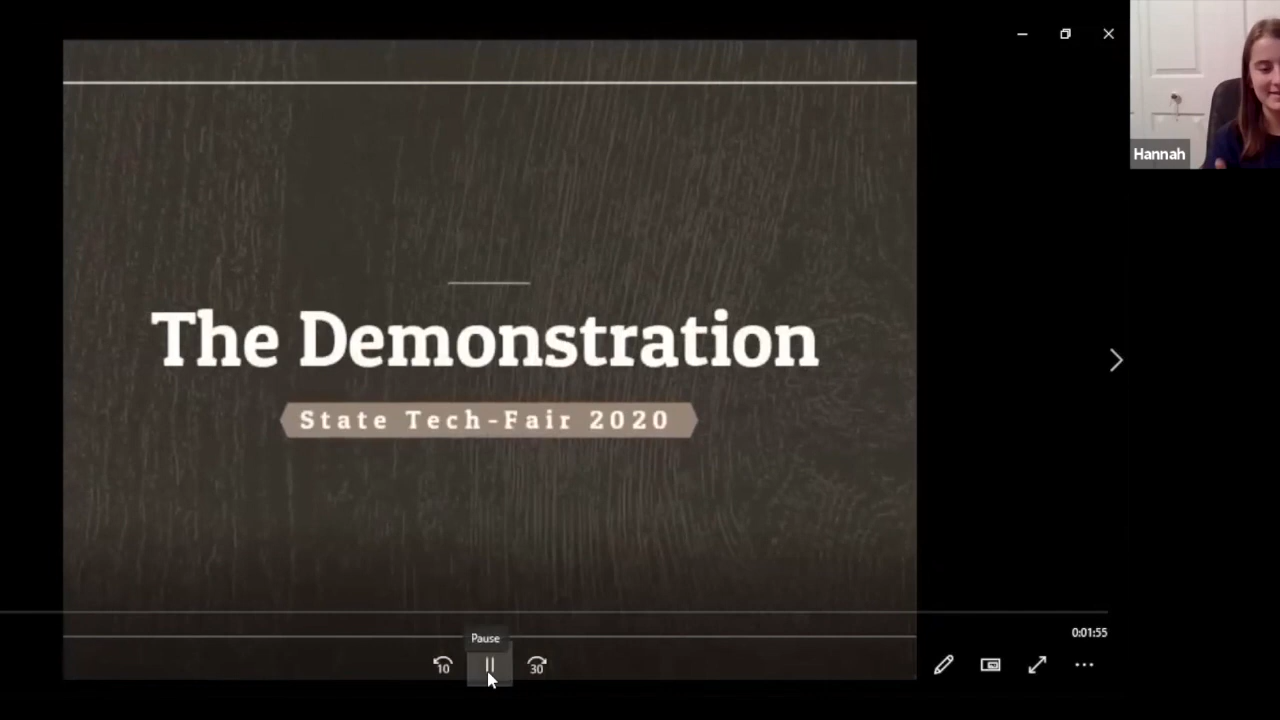 Hannah
The Demonstration
State Tech-Fair 2020
0:01:55
Pause
10
30